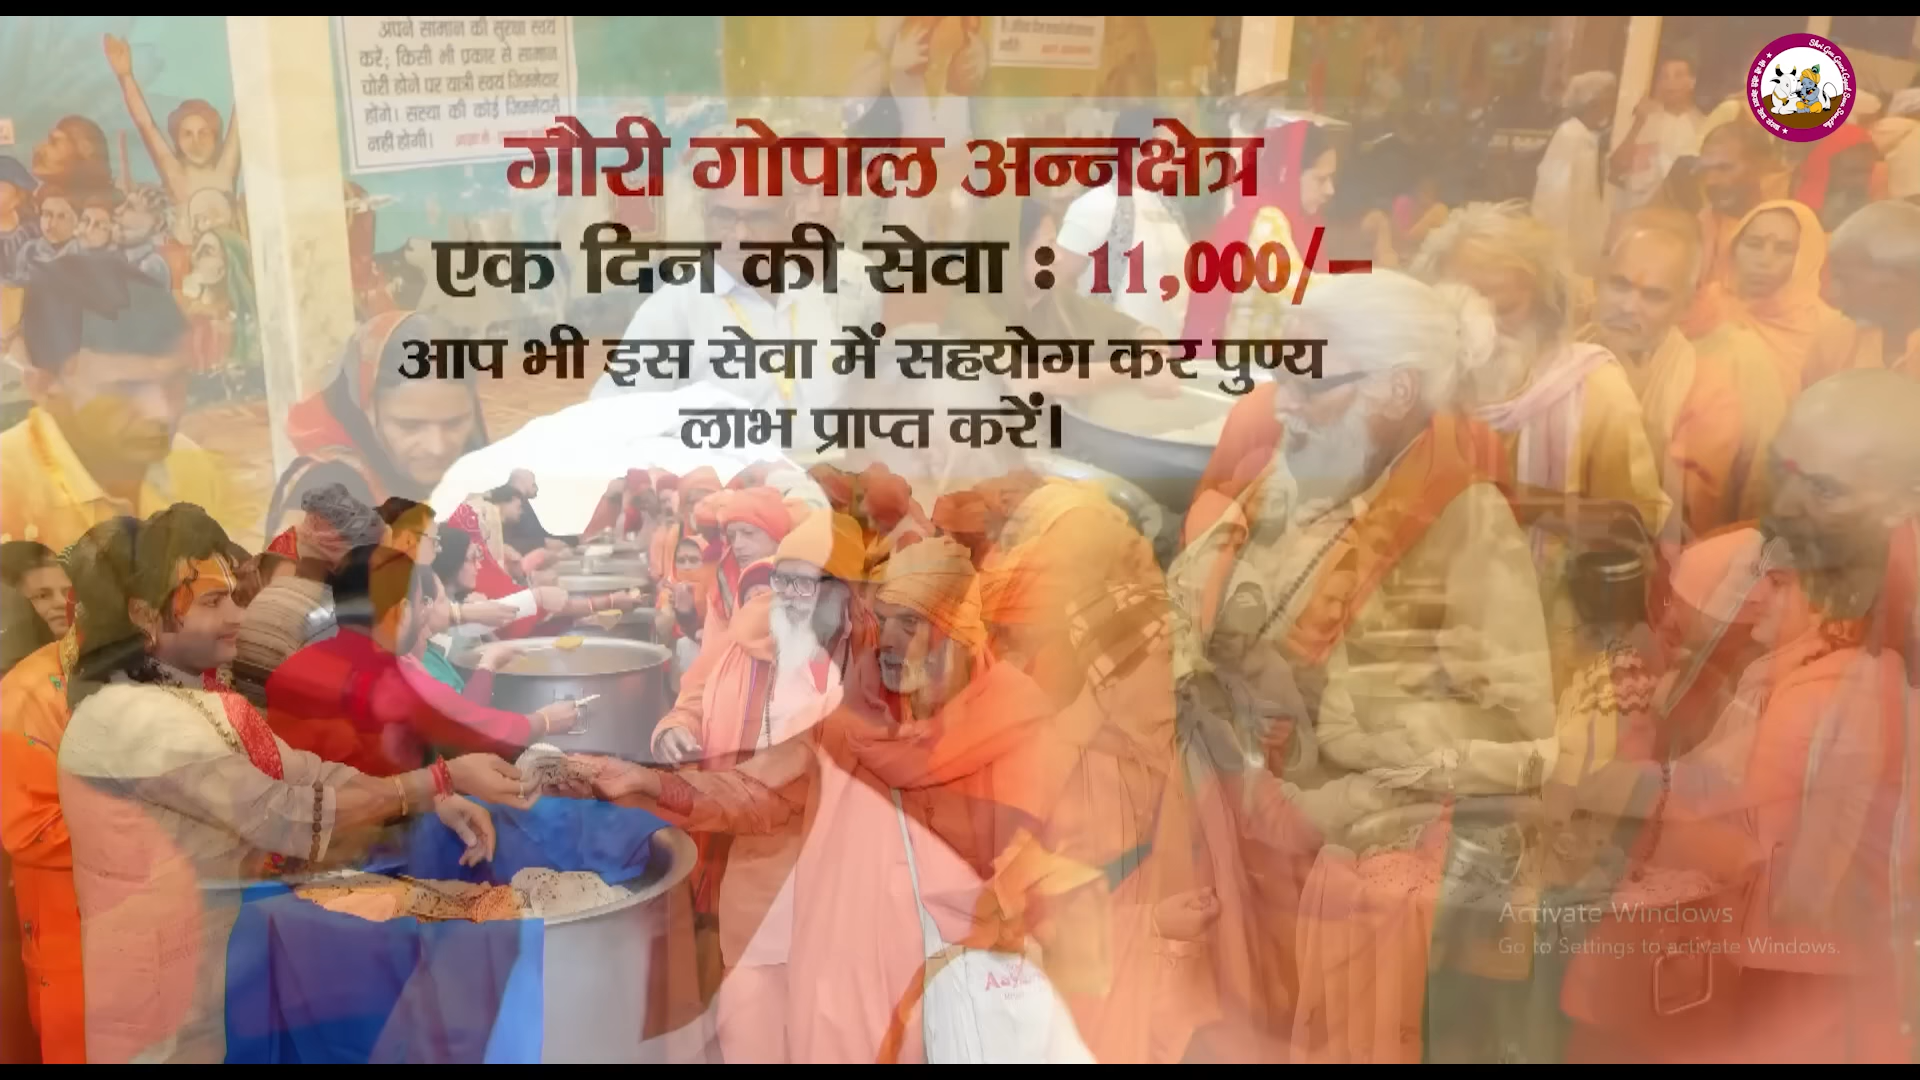 अपने सामान की सुरक्षा स्वयं
करें; किसी भी प्रकार से सामान
चोरी होने पर यात्री स्वयं जिम्मेदार
होंगे। सस्था की कोई जिम्मेदारी
नही होगी।
गौरी गोपाल अन्नक्षेत्र
एक दिन की सेवा : 11,000/-
आप भी इस सेवा में सहयोग कर पुण्य
लाभ प्राप्त करें।
Activate Windows
Go to Settings to activate Windows.